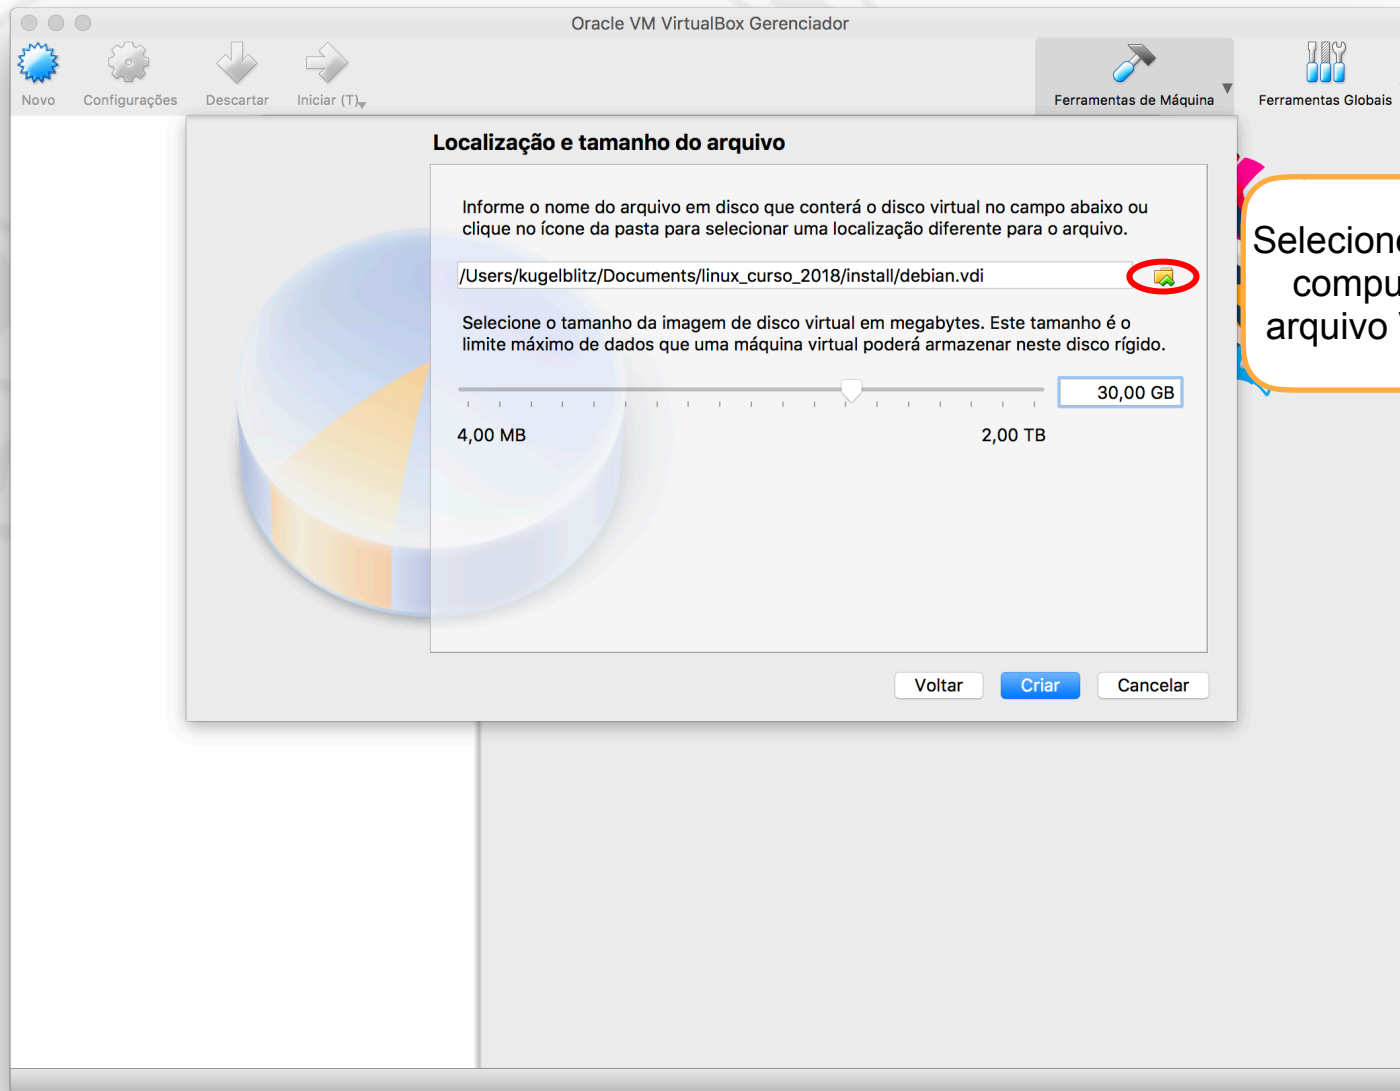 Oracle VM VirtualBox Gerenciador
Novo
Configurações
Descartar
Iniciar (T)
Ferramentas de Máquina
Ferramentas Globais
Localização e tamanho do arquivo
Informe o nome do arquivo em disco que conterá o disco virtual no campo abaixo ou
clique no ícone da pasta para selecionar uma localização diferente para o arquivo.
/Users/kugelblitz/Documents/linux_curso_2018/install/debian.vdi
Selecione o tamanho da imagem de disco virtual em megabytes. Este tamanho é o
limite máximo de dados que uma máquina virtual poderá armazenar neste disco rígido.
30,00 GB
4,00 MB
2,00 TB
Voltar
Criar
Cancelar
arquivo